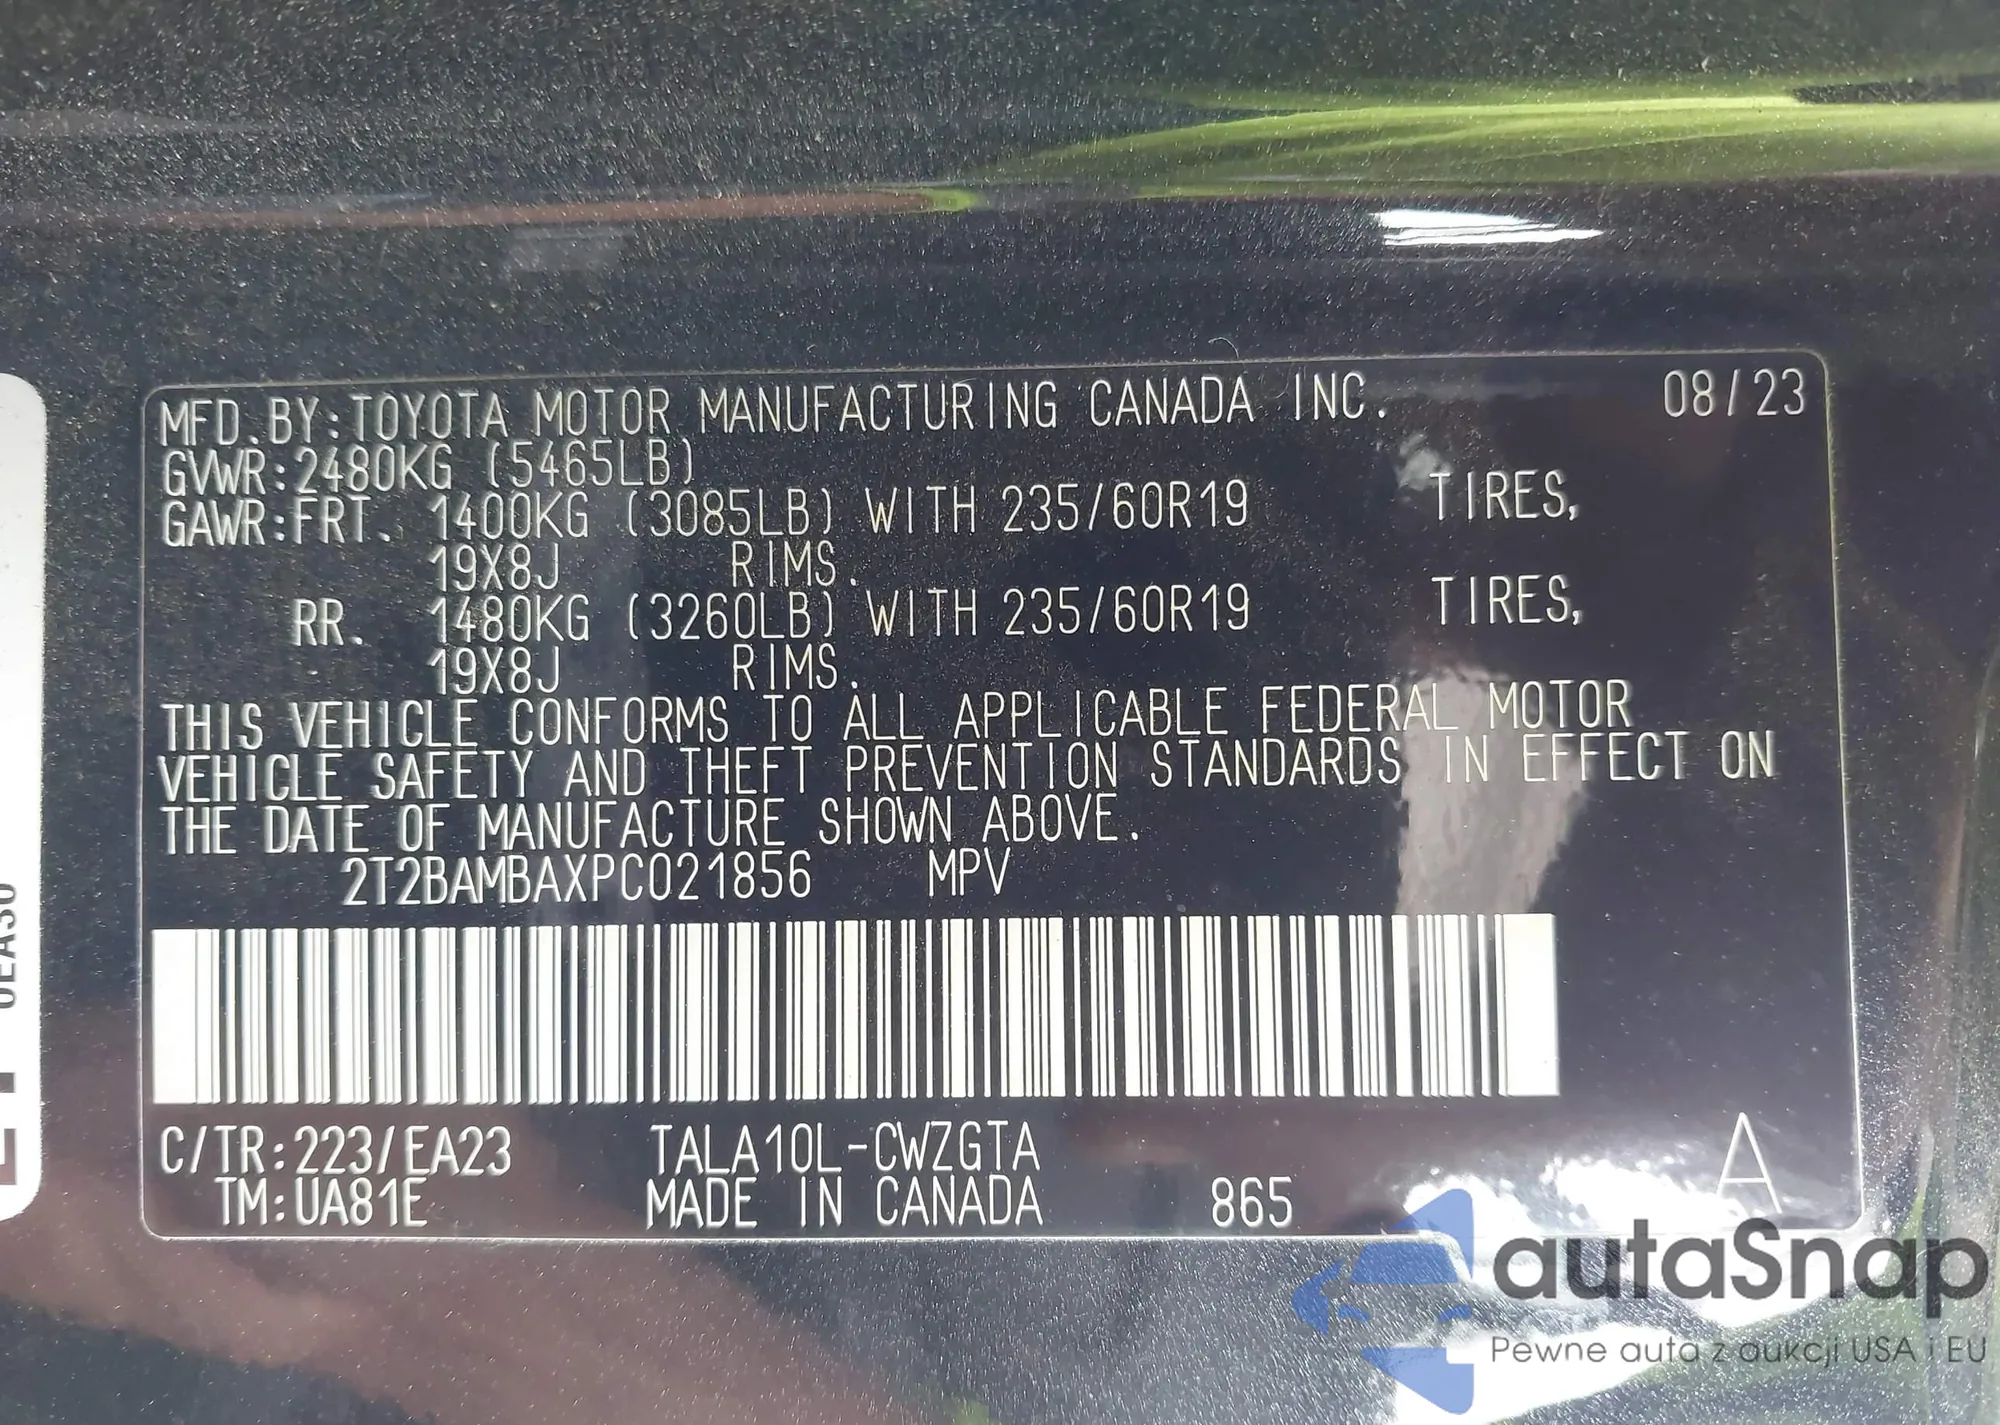 MFD.BY:TOYOTA MOTOR MANUFACTURING CANADA INC. 08/23
GVWR:2480KG (5465LB)
GAWR:FRT. 1400KG (3085LB) WITH 235/60R19 TIRES,
19X8J RIMS.
RR. 1480KG (3260LB) WITH 235/60R19 TIRES,
19X8J RIMS.
THIS VEHICLE CONFORMS TO ALL APPLICABLE FEDERAL MOTOR
VEHICLE SAFETY AND THEFT PREVENTION STANDARDS IN EFFECT ON
THE DATE OF MANUFACTURE SHOWN ABOVE.
2T2BAMBAXPC021856 MPV
C/TR:223/EA23 TALA10L-CWZGTA A
TM:UA81E MADE IN CANADA 865
autaSnap
Pewne auta z aukcji USA i EU